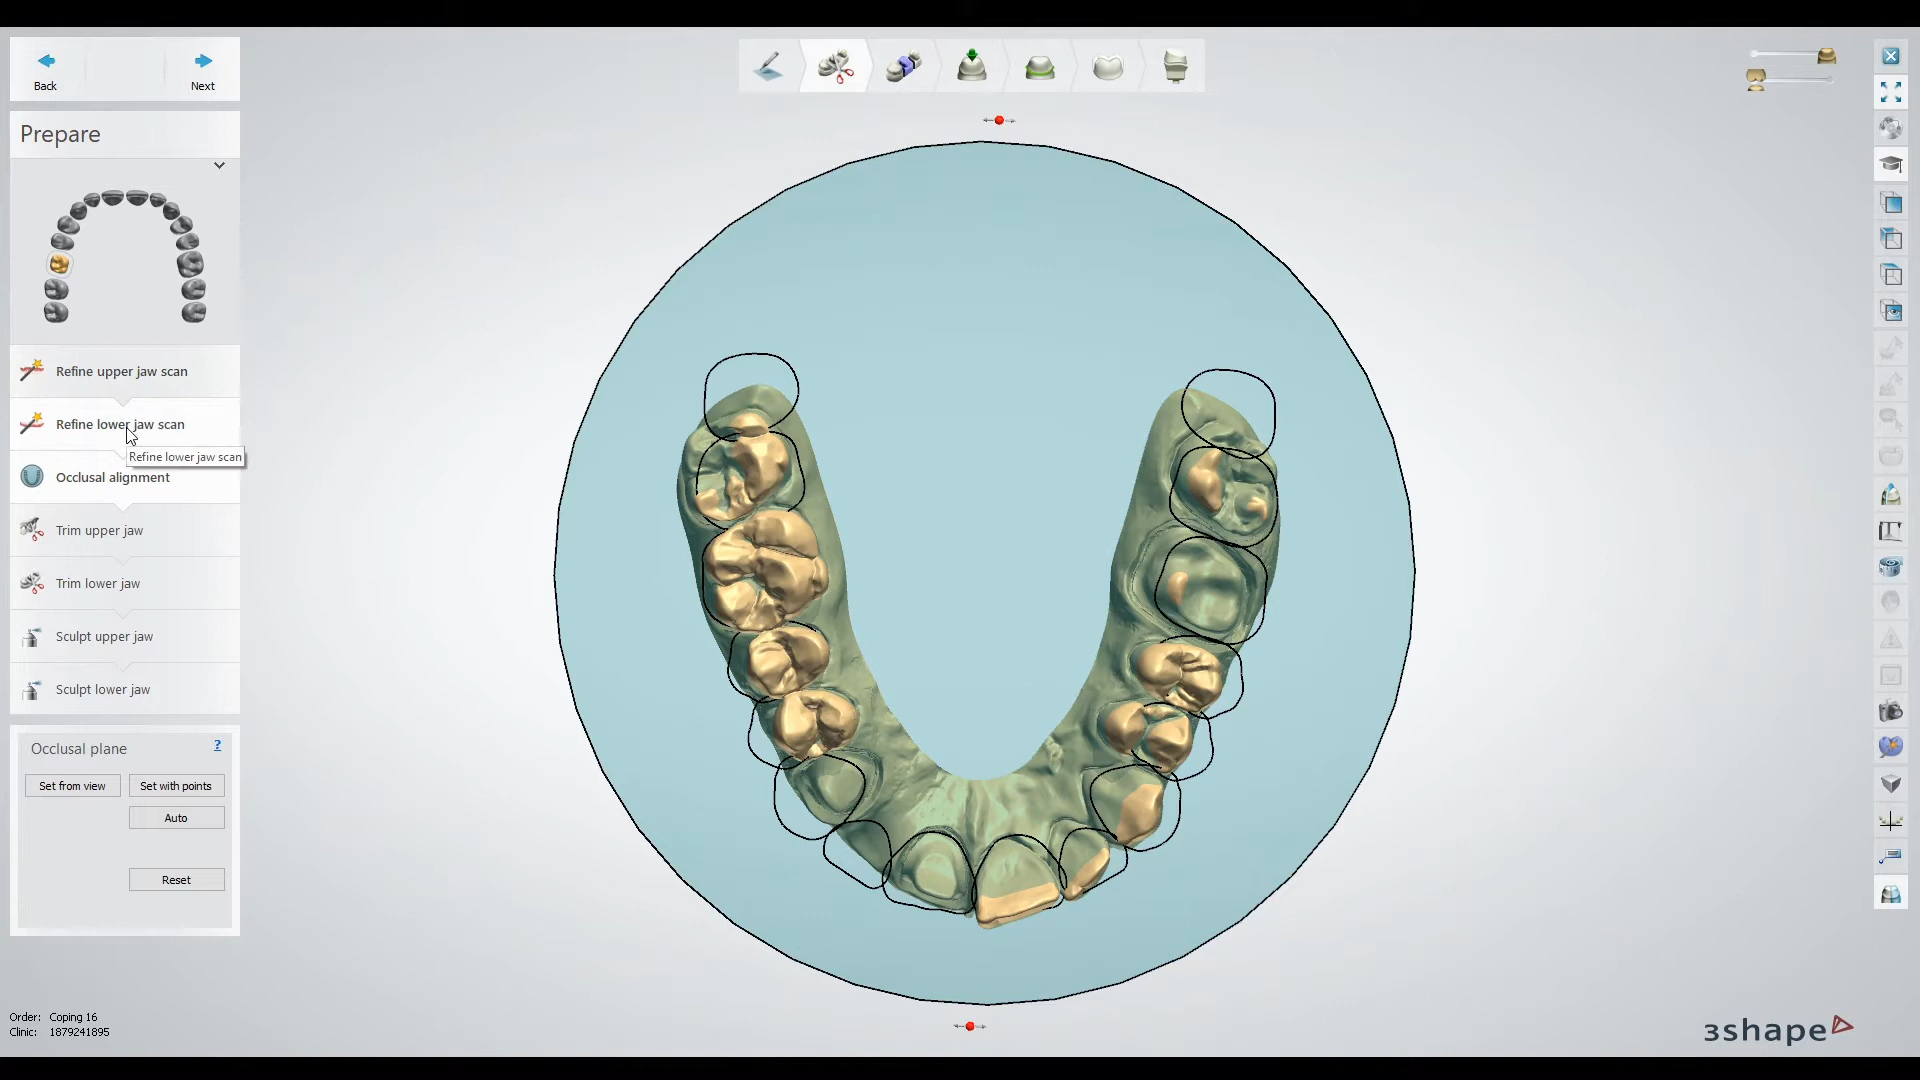 Back
Next
Prepare
Refine upper jaw scan
Refine lower jaw scan
Refine lower jaw scan
Occlusal alignment
Trim upper jaw
Trim lower jaw
Sculpt upper jaw
Sculpt lower jaw
Occlusal plane
?
Set from view
Set with points
Auto
Reset
Order: Coping 16
Clinic: 1879241895
3shape